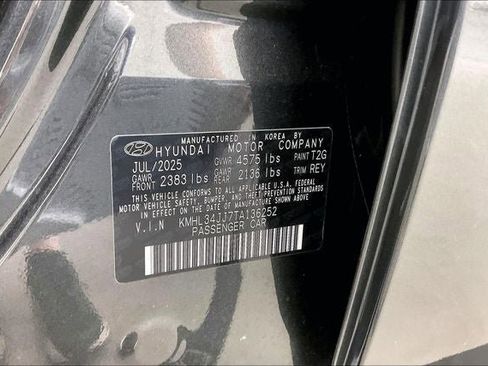 MANUFACTURED IN KOREA BY
HYUNDAI MOTOR COMPANY
JUL/2025 GVWR 4575 lbs PAINT T2G
GAWR FRONT 2383 lbs GAWR REAR 2136 lbs TRIM REY
THIS VEHICLE CONFORMS TO ALL APPLICABLE U.S.A. FEDERAL
MOTOR VEHICLE SAFETY, BUMPER, AND THEFT PREVENTION STANDARDS
IN EFFECT ON THE DATE OF MANUFACTURE SHOWN ABOVE.
V.I.N KMHL34JJ7TA136252
PASSENGER CAR